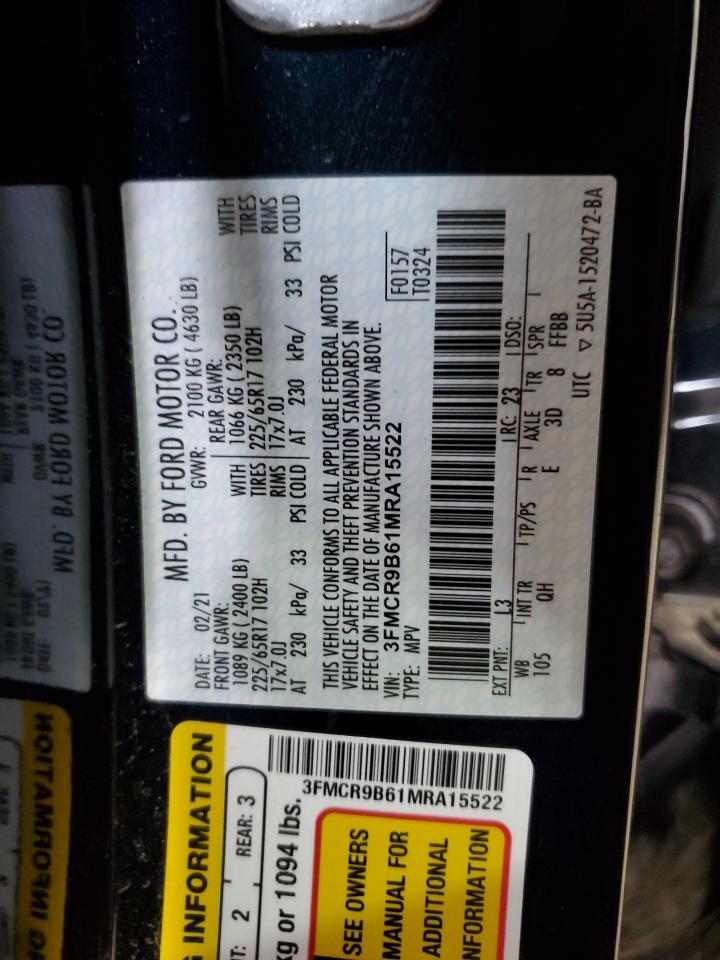 MFD. BY FORD MOTOR CO.
DATE: 02/21 GVWR: 2100 KG ( 4630 LB)
FRONT GAWR: REAR GAWR:
1089 KG ( 2400 LB) WITH 1066 KG ( 2350 LB) WITH
225/65R17 102H TIRES 225/65R17 102H TIRES
17x7.0J RIMS 17x7.0J RIMS
AT 230 kPa/ 33 PSI COLD AT 230 kPa/ 33 PSI COLD
THIS VEHICLE CONFORMS TO ALL APPLICABLE FEDERAL MOTOR
VEHICLE SAFETY AND THEFT PREVENTION STANDARDS IN
EFFECT ON THE DATE OF MANUFACTURE SHOWN ABOVE.
VIN: 3FMCR9B61MRA15522 F0157
TYPE: MPV T0324
EXT PNT: L3 RC: 23 DSO:
WB INT TR TP/PS R AXLE TR SPR
105 QH E 3D 8 FFBB
UTC ▽ 5U5A-1520472-BA
INFORMATION
2 REAR: 3
kg or 1094 lbs.
3FMCR9B61MRA15522
SEE OWNERS
MANUAL FOR
ADDITIONAL
INFORMATION